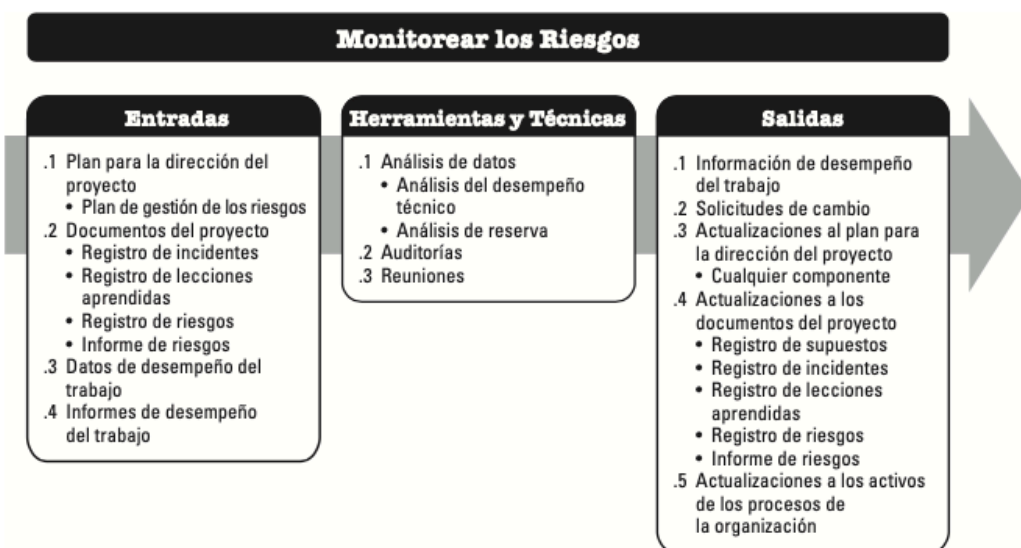 Monitorear los Riesgos
Entradas
.1 Plan para la dirección del
proyecto
• Plan de gestión de los riesgos
.2 Documentos del proyecto
• Registro de incidentes
• Registro de lecciones
aprendidas
• Registro de riesgos
• Informe de riesgos
.3 Datos de desempeño del
trabajo
.4 Informes de desempeño
del trabajo
Herramientas y Técnicas
.1 Análisis de datos
• Análisis del desempeño
técnico
• Análisis de reserva
.2 Auditorías
.3 Reuniones
Salidas
.1 Información de desempeño
del trabajo
.2 Solicitudes de cambio
.3 Actualizaciones al plan para
la dirección del proyecto
• Cualquier componente
.4 Actualizaciones a los
documentos del proyecto
• Registro de supuestos
• Registro de incidentes
• Registro de lecciones
aprendidas
• Registro de riesgos
• Informe de riesgos
.5 Actualizaciones a los activos
de los procesos de
la organización